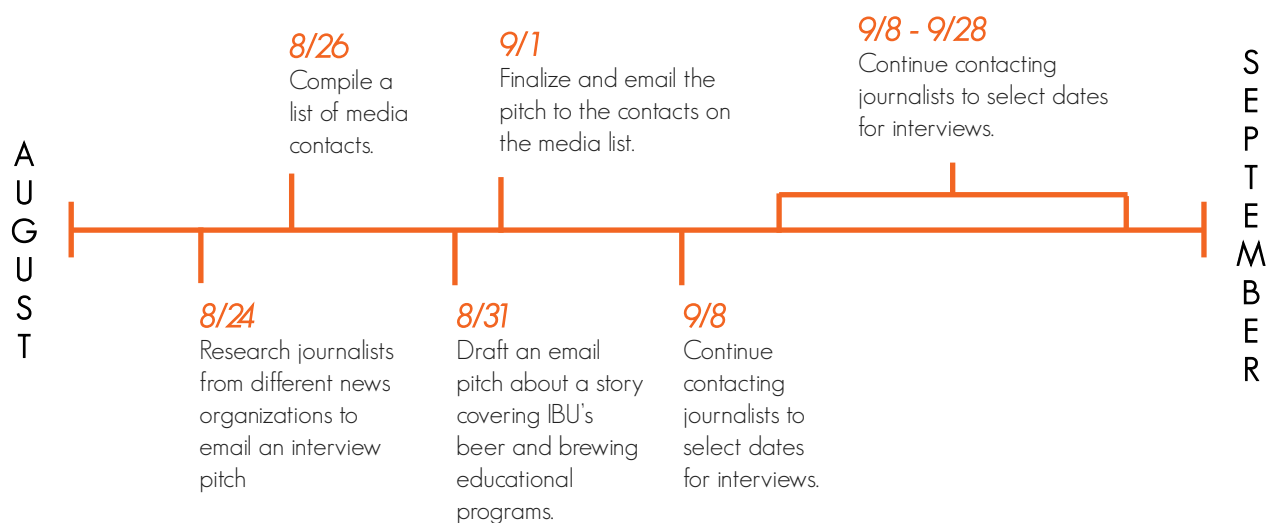 AUGUST
8/24
Research journalists
from different news
organizations to
email an interview
pitch
8/26
Compile a
list of media
contacts.
8/31
Draft an email
pitch about a story
covering IBU's
beer and brewing
educational
programs.
9/1
Finalize and email the
pitch to the contacts on
the media list.
9/8
Continue
contacting
journalists to
select dates
for interviews.
9/8 - 9/28
Continue contacting
journalists to select dates
for interviews.
SEPTEMBER